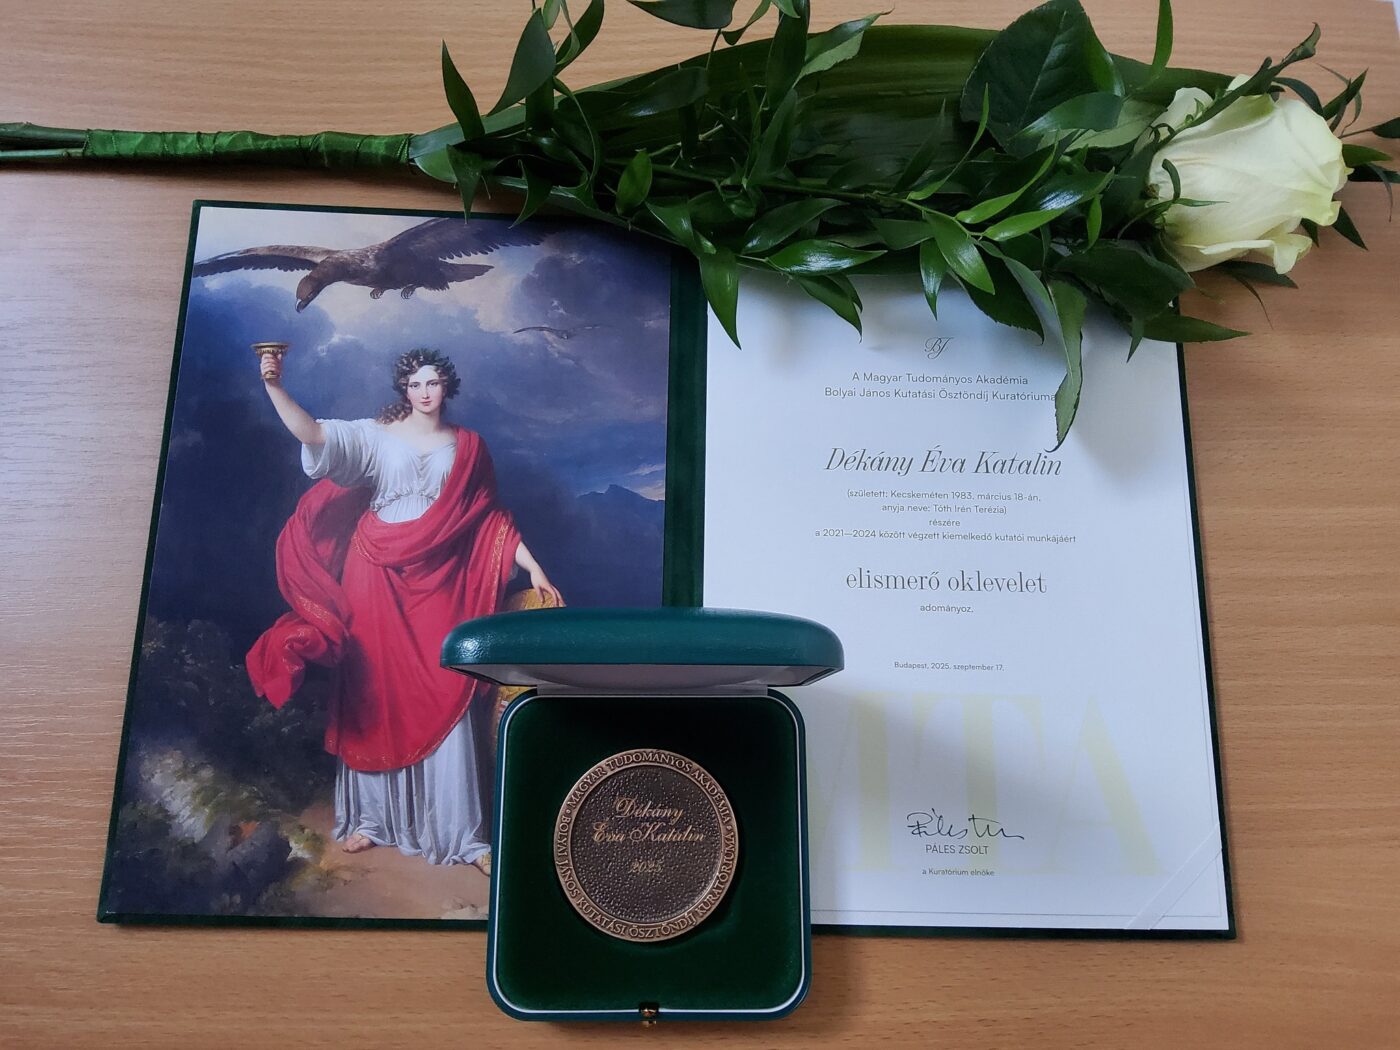 BJ
A Magyar Tudományos Akadémia
Bolyai János Kutatási Ösztöndíj Kuratóriuma
Dékány Éva Katalin
(született: Kecskeméten 1983. március 18-án,
anyja neve: Tóth Irén Terézia)
részére
a 2021—2024 között végzett kiemelkedő kutatói munkájáért
elismerő oklevelet
adományoz.
Budapest, 2025. szeptember 17.
MTA
PÁLES ZSOLT
a Kuratórium elnöke
• MAGYAR TUDOMÁNYOS AKADÉMIA •
BOLYAI JÁNOS KUTATÁSI ÖSZTÖNDÍJ KURATÓRIUMA
Dékány
Éva Katalin
2025